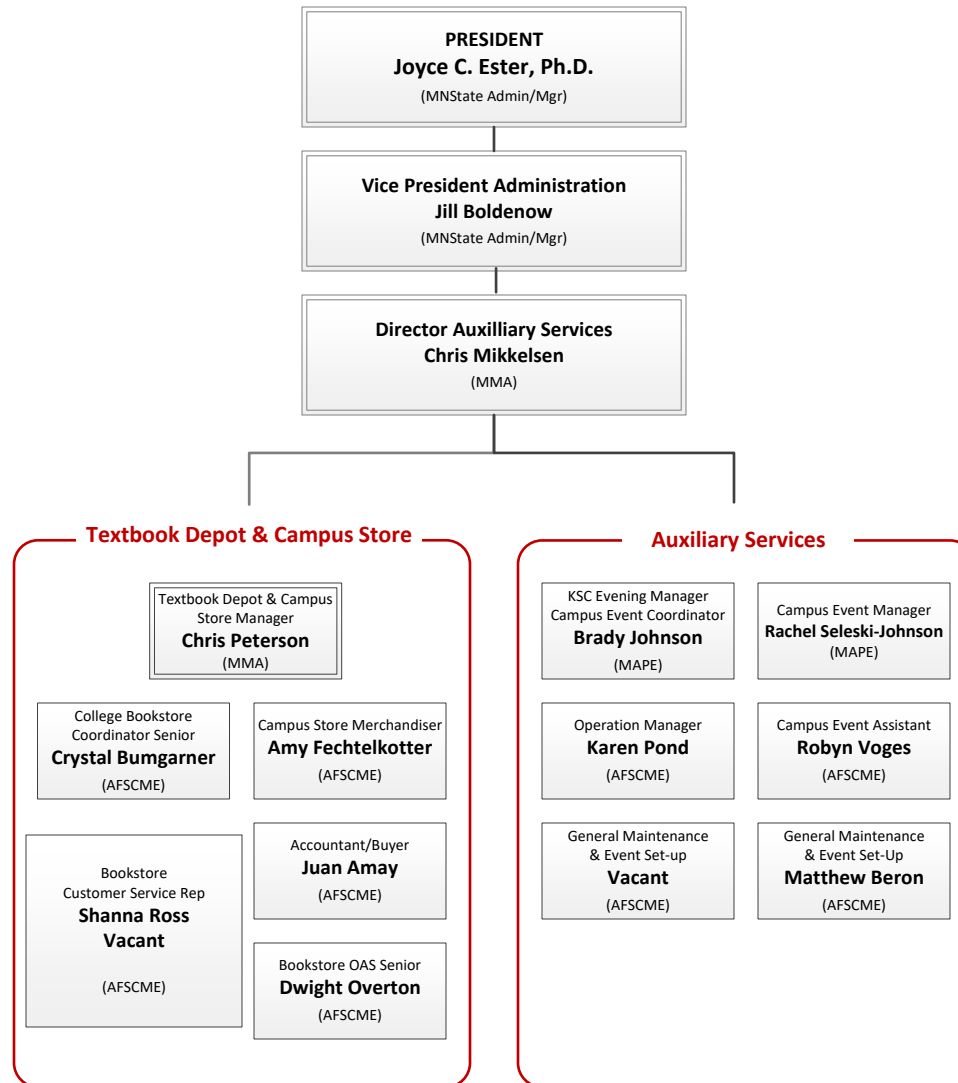 PRESIDENT
Joyce C. Ester, Ph.D.
(MNState Admin/Mgr)
Vice President Administration
Jill Boldenow
(MNState Admin/Mgr)
Director Auxilliary Services
Chris Mikkelsen
(MMA)
Textbook Depot & Campus Store
Textbook Depot & Campus
Store Manager
Chris Peterson
(MMA)
College Bookstore
Coordinator Senior
Crystal Bumgarner
(AFSCME)
Campus Store Merchandiser
Amy Fechtelkotter
(AFSCME)
Bookstore
Customer Service Rep
Shanna Ross
Vacant
(AFSCME)
Accountant/Buyer
Juan Amay
(AFSCME)
Bookstore OAS Senior
Dwight Overton
(AFSCME)
Auxiliary Services
KSC Evening Manager
Campus Event Coordinator
Brady Johnson
(MAPE)
Campus Event Manager
Rachel Seleski-Johnson
(MAPE)
Operation Manager
Karen Pond
(AFSCME)
Campus Event Assistant
Robyn Voges
(AFSCME)
General Maintenance
& Event Set-up
Vacant
(AFSCME)
General Maintenance
& Event Set-Up
Matthew Beron
(AFSCME)